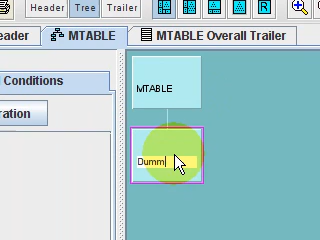 Header Tree Trailer R
eader MTABLE MTABLE Overall Trailer
Conditions
ration
MTABLE
Dumm